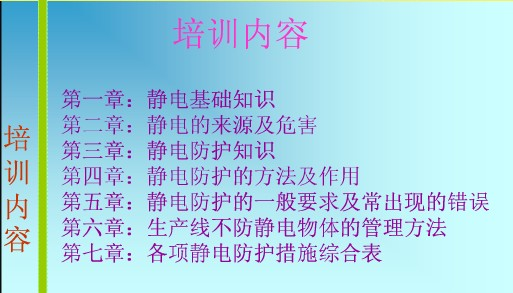 培训内容
第一章：静电基础知识
第二章：静电的来源及危害
第三章：静电防护知识
第四章：静电防护的方法及作用
第五章：静电防护的一般要求及常出现的错误
第六章：生产线不防静电物体的管理方法
第七章：各项静电防护措施综合表
培训内容